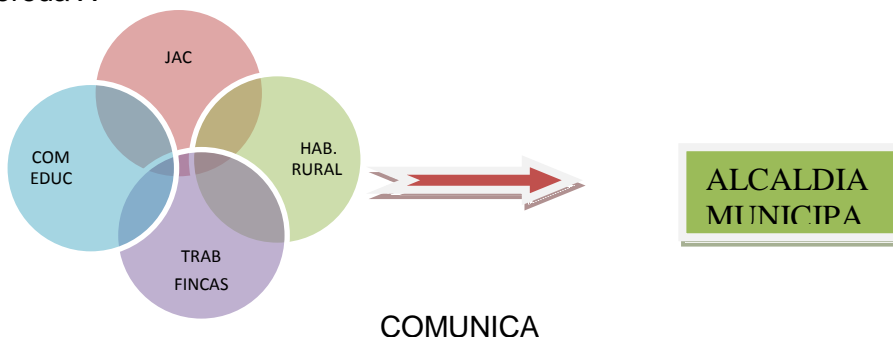 JAC
COM
EDUC
HAB.
RURAL
TRAB
FINCAS
ALCALDIA
MUNICIPA
COMUNICA